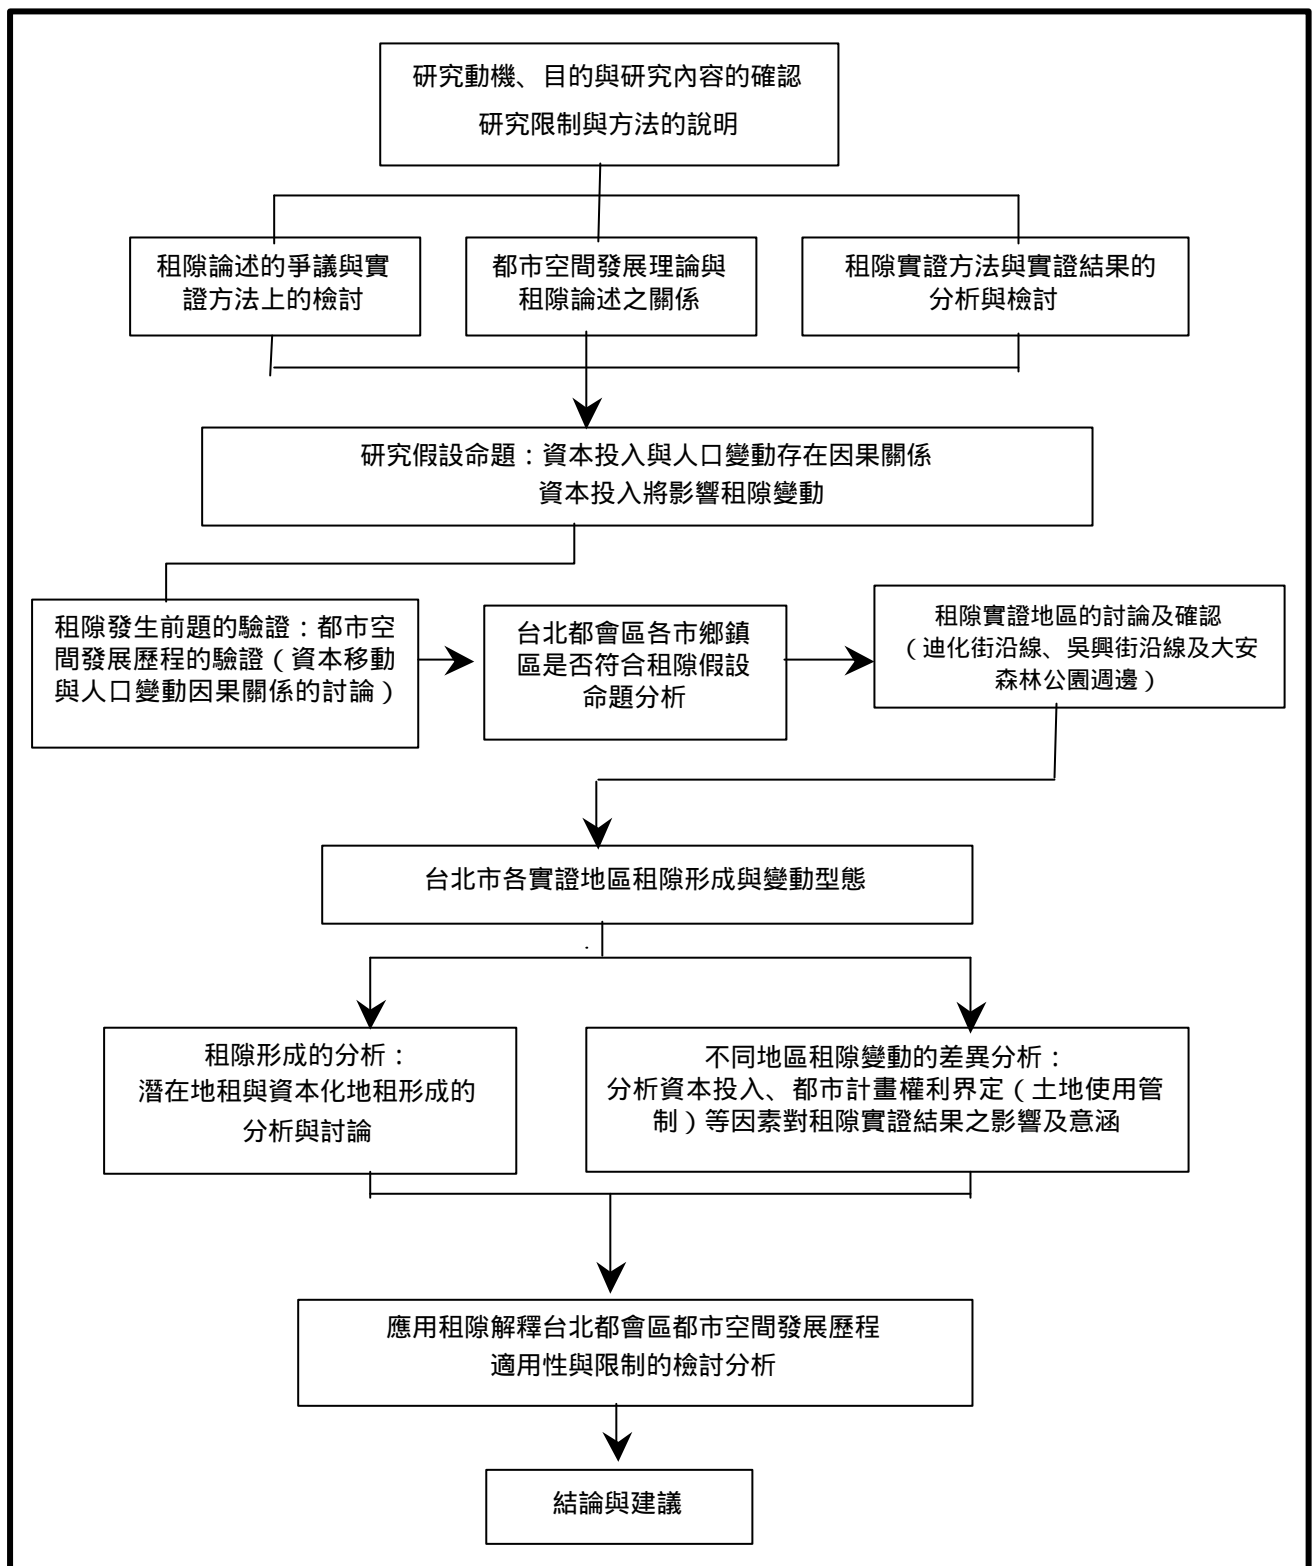 研究動機、目的與研究內容的確認
研究限制與方法的說明
租隙論述的爭議與實
證方法上的檢討
都市空間發展理論與
租隙論述之關係
租隙實證方法與實證結果的
分析與檢討
研究假設命題：資本投入與人口變動存在因果關係
資本投入將影響租隙變動
租隙發生前題的驗證：都市空
間發展歷程的驗證（資本移動
與人口變動因果關係的討論）
台北都會區各市鄉鎮
區是否符合租隙假設
命題分析
租隙實證地區的討論及確認
（迪化街沿線、吳興街沿線及大安
森林公園週邊）
台北市各實證地區租隙形成與變動型態
租隙形成的分析：
潛在地租與資本化地租形成的
分析與討論
不同地區租隙變動的差異分析：
分析資本投入、都市計畫權利界定（土地使用管
制）等因素對租隙實證結果之影響及意涵
應用租隙解釋台北都會區都市空間發展歷程
適用性與限制的檢討分析
結論與建議